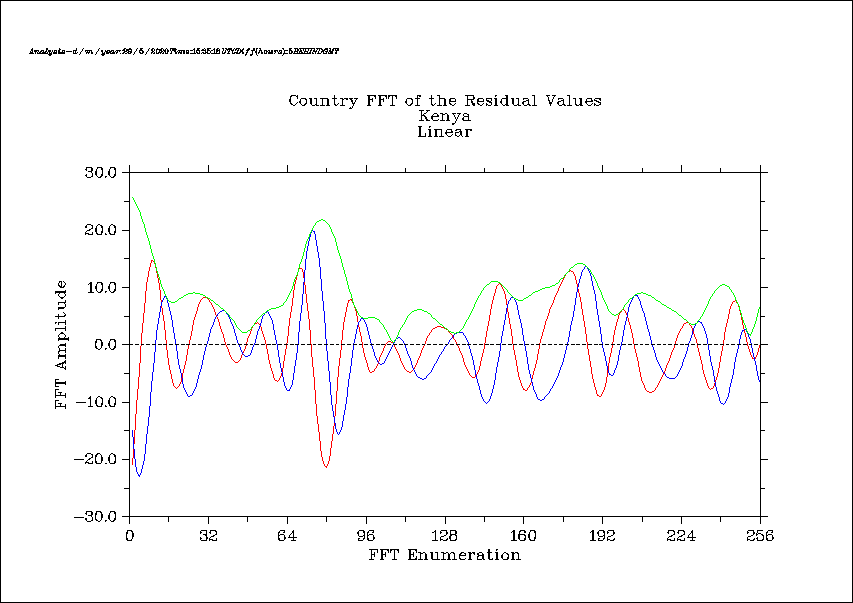 Country FFT of the Residual Values
Kenya
Linear
30.0
20.0
10.0
0.0
-10.0
-20.0
-30.0
FFT Amplitude
0 32 64 96 128 160 192 224 256
FFT Enumeration